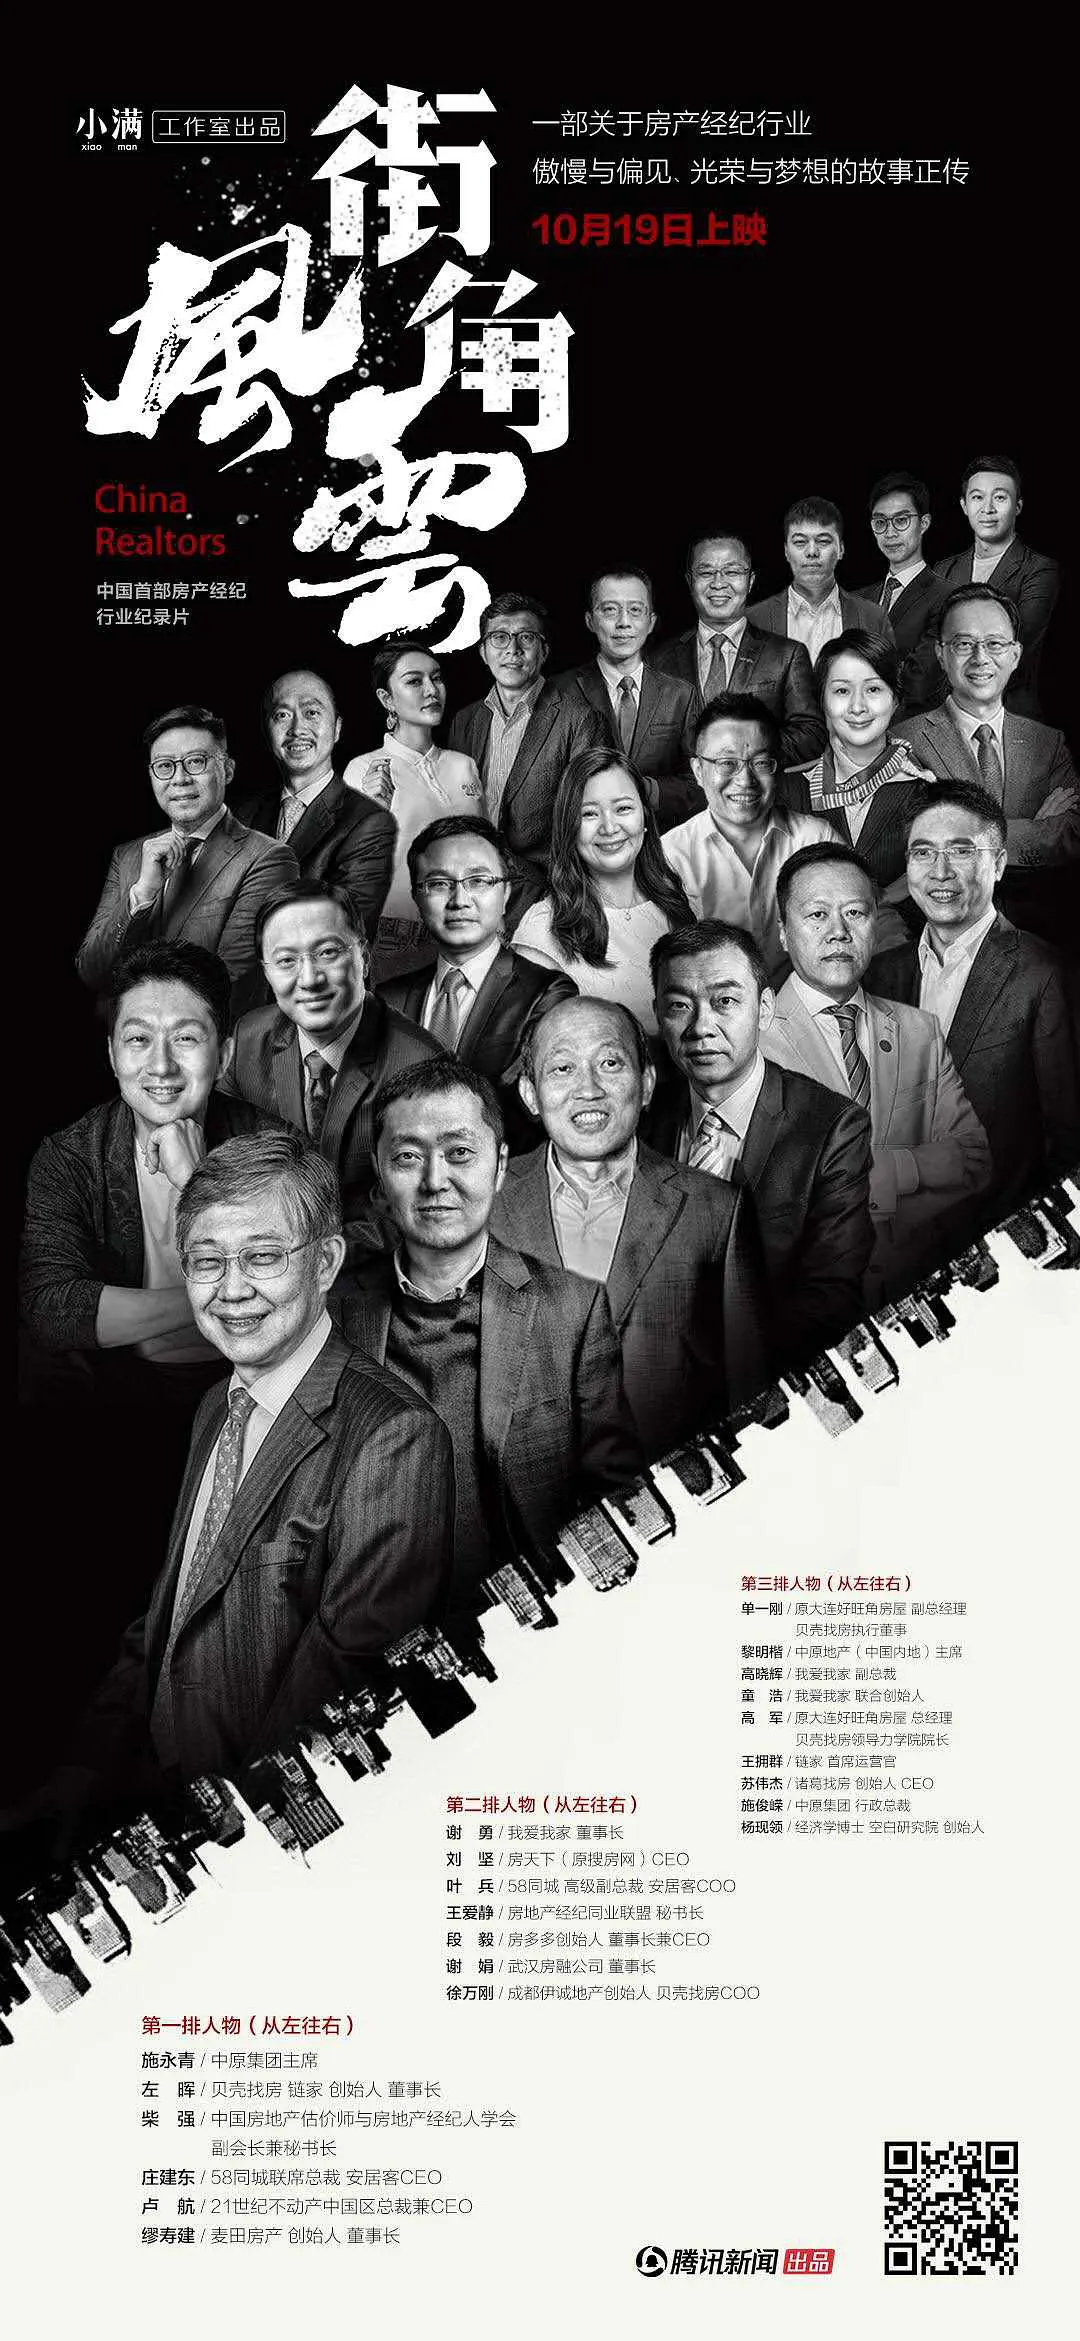 小满 工作室出品
xiao man
街角
風雲
一部关于房产经纪行业
傲慢与偏见、光荣与梦想的故事正传
10月19日上映
China
Realtors
中国首部房产经纪
行业纪录片
第三排人物（从左往右）
单一刚 / 原大连好旺角房屋 副总经理
贝壳找房执行董事
黎明楷 / 中原地产（中国内地）主席
高晓辉 / 我爱我家 副总裁
童 浩 / 我爱我家 联合创始人
高 军 / 原大连好旺角房屋 总经理
贝壳找房领导力学院院长
王拥群 / 链家 首席运营官
苏伟杰 / 诸葛找房 创始人 CEO
施俊嵘 / 中原集团 行政总裁
杨现领 / 经济学博士 空白研究院 创始人
第二排人物（从左往右）
谢 勇 / 我爱我家 董事长
刘 坚 / 房天下（原搜房网）CEO
叶 兵 / 58同城 高级副总裁 安居客COO
王爱静 / 房地产经纪同业联盟 秘书长
段 毅 / 房多多创始人 董事长兼CEO
谢 娟 / 武汉房融公司 董事长
徐万刚 / 成都伊诚地产创始人 贝壳找房COO
第一排人物（从左往右）
施永青 / 中原集团主席
左 晖 / 贝壳找房 链家 创始人 董事长
柴 强 / 中国房地产估价师与房地产经纪人学会
副会长兼秘书长
庄建东 / 58同城联席总裁 安居客CEO
卢 航 / 21世纪不动产中国区总裁兼CEO
缪寿建 / 麦田房产 创始人 董事长
腾讯新闻 出品